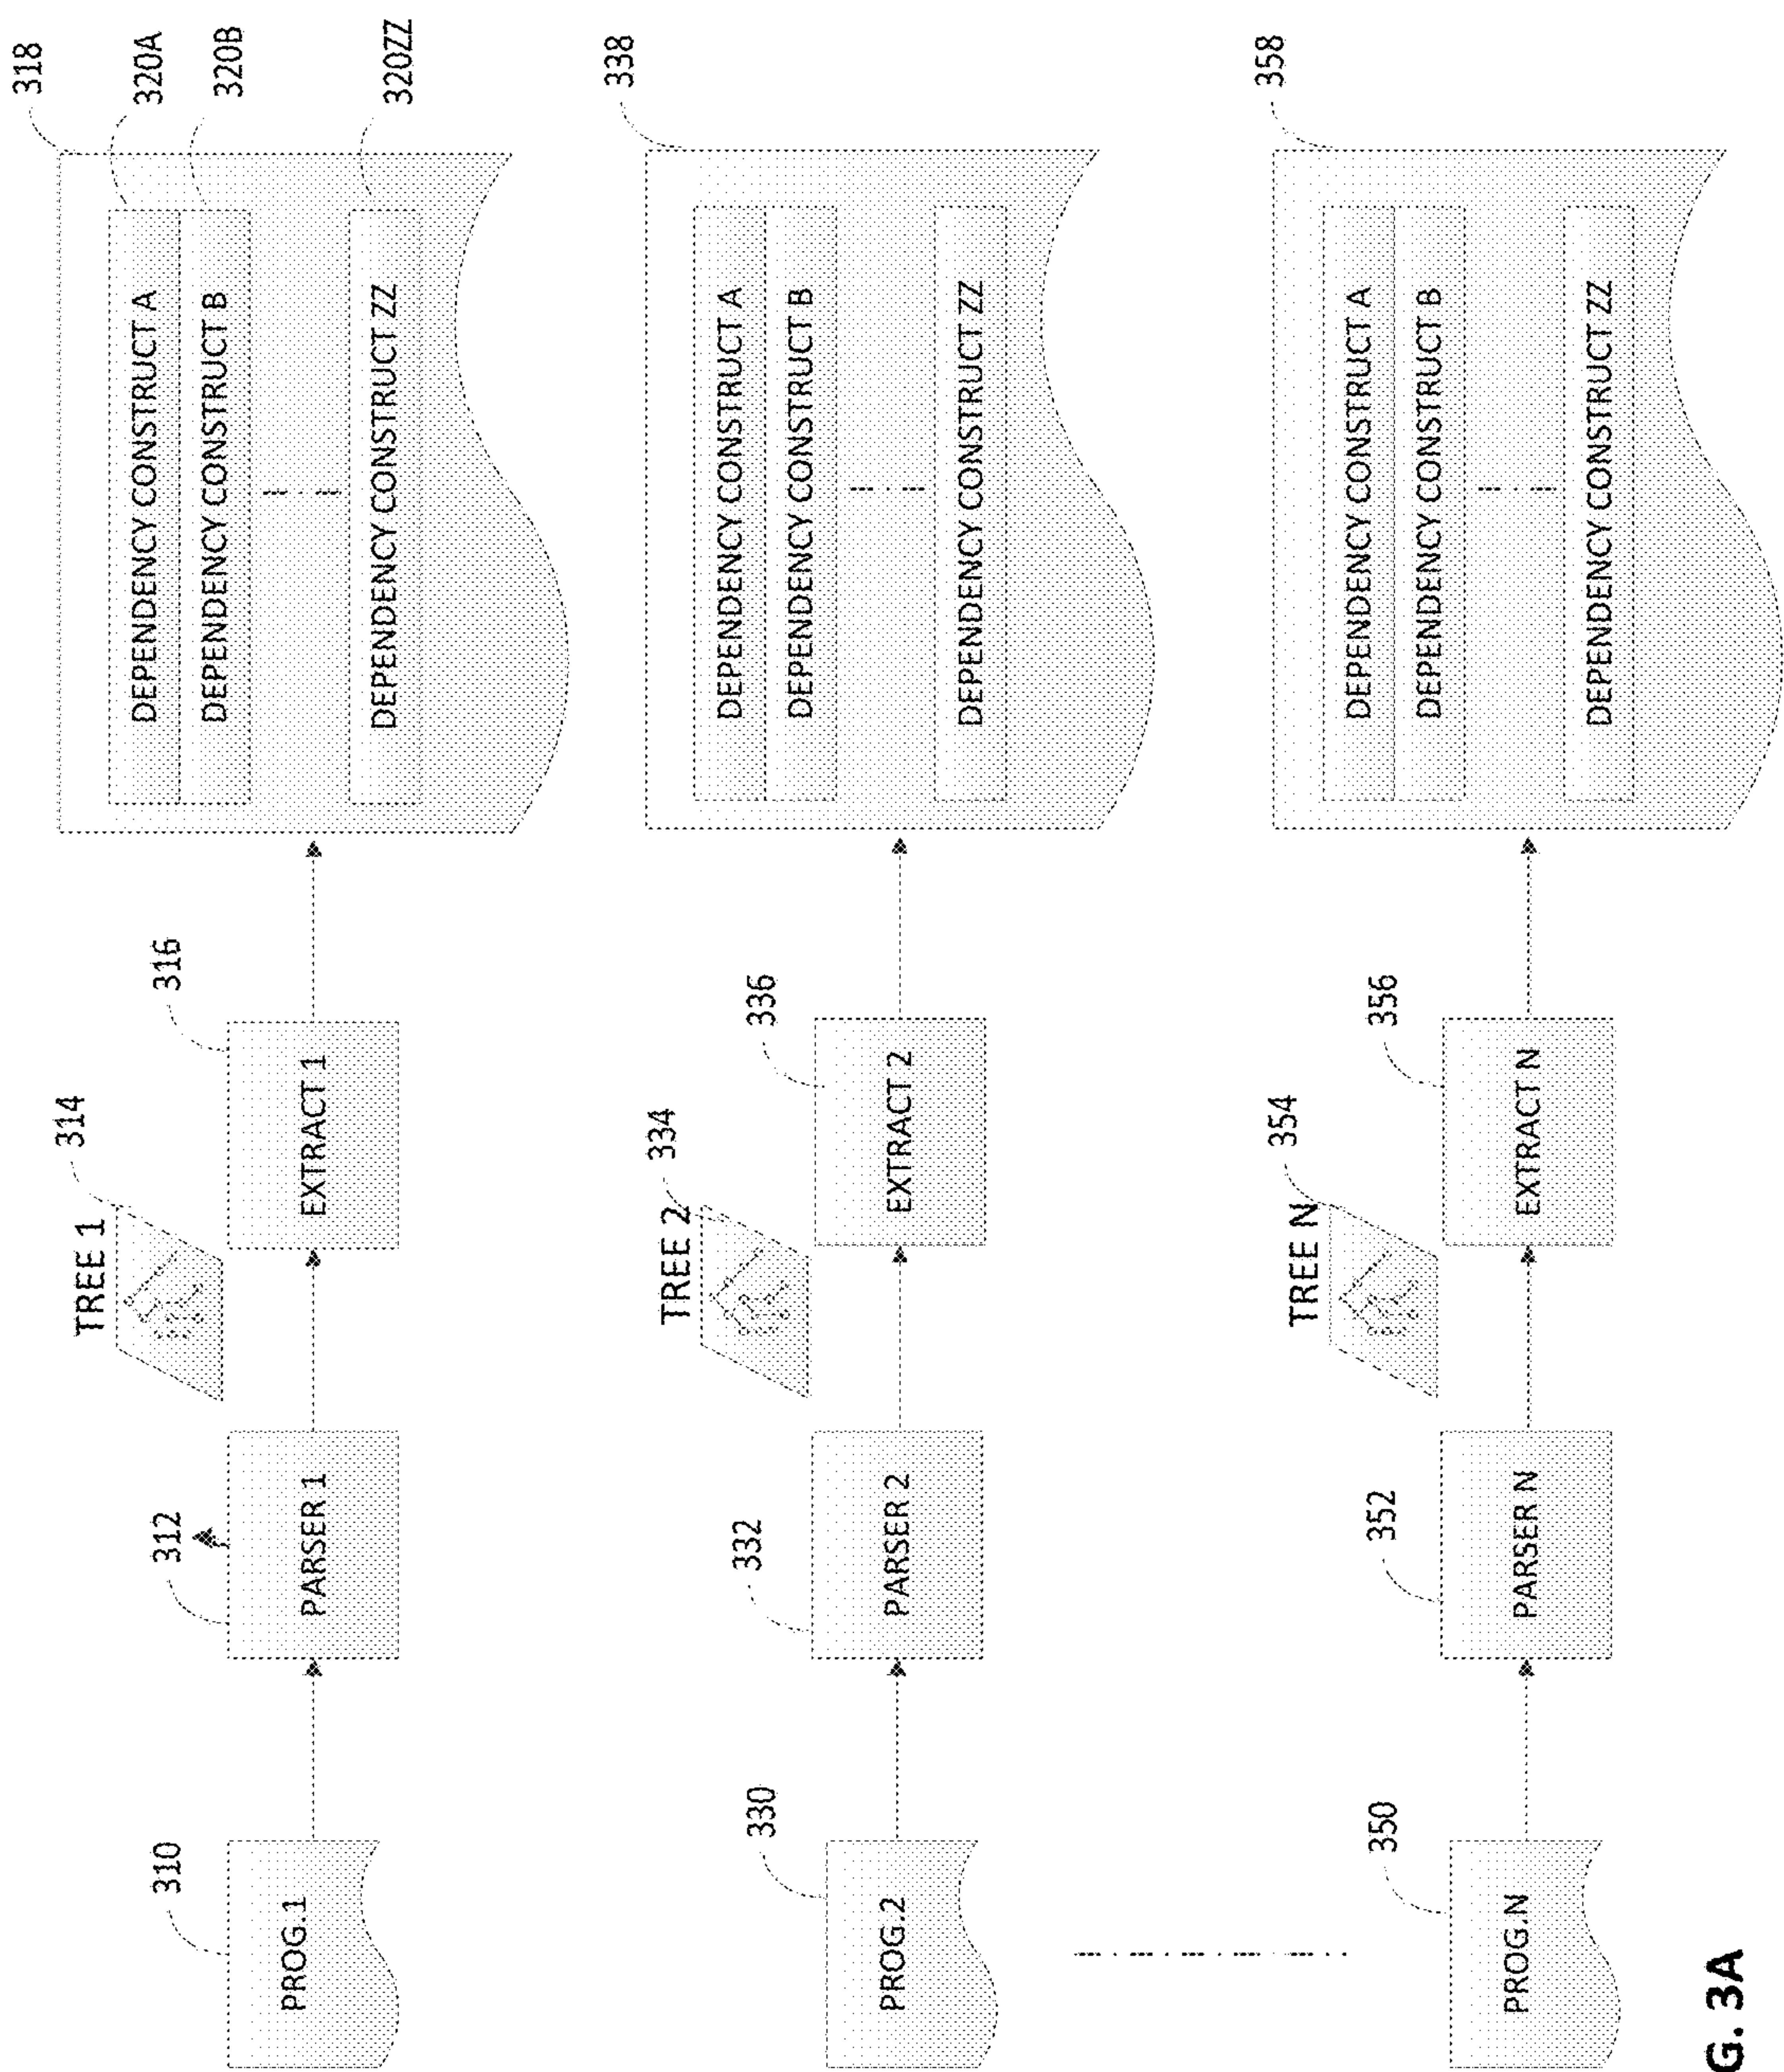 318
320A
320B
320ZZ
DEPENDENCY CONSTRUCT A
DEPENDENCY CONSTRUCT B
DEPENDENCY CONSTRUCT ZZ
TREE 1
314
316
EXTRACT 1
312
PARSER 1
310
PROG.1
338
DEPENDENCY CONSTRUCT A
DEPENDENCY CONSTRUCT B
DEPENDENCY CONSTRUCT ZZ
TREE 2
334
336
EXTRACT 2
332
PARSER 2
330
PROG.2
358
DEPENDENCY CONSTRUCT A
DEPENDENCY CONSTRUCT B
DEPENDENCY CONSTRUCT ZZ
TREE N
354
356
EXTRACT N
352
PARSER N
350
PROG.N
G. 3A